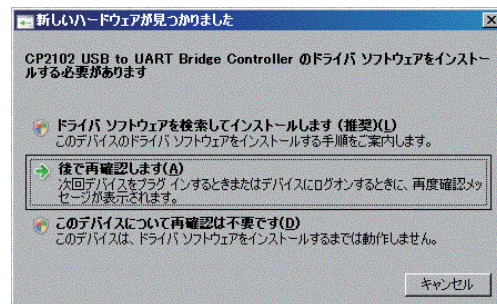 新しいハードウェアが見つかりました
CP2102 USB to UART Bridge Controller のドライバ ソフトウェアをインストー
ルする必要があります
ドライバ ソフトウェアを検索してインストールします (推奨)(L)
このデバイスのドライバ ソフトウェアをインストールする手順をご案内します。
後で再確認します(A)
次回デバイスをプラグ インするときまたはデバイスにログオンするときに、再度確認メッ
セージが表示されます。
このデバイスについて再確認は不要です(D)
このデバイスは、ドライバ ソフトウェアをインストールするまでは動作しません。
キャンセル